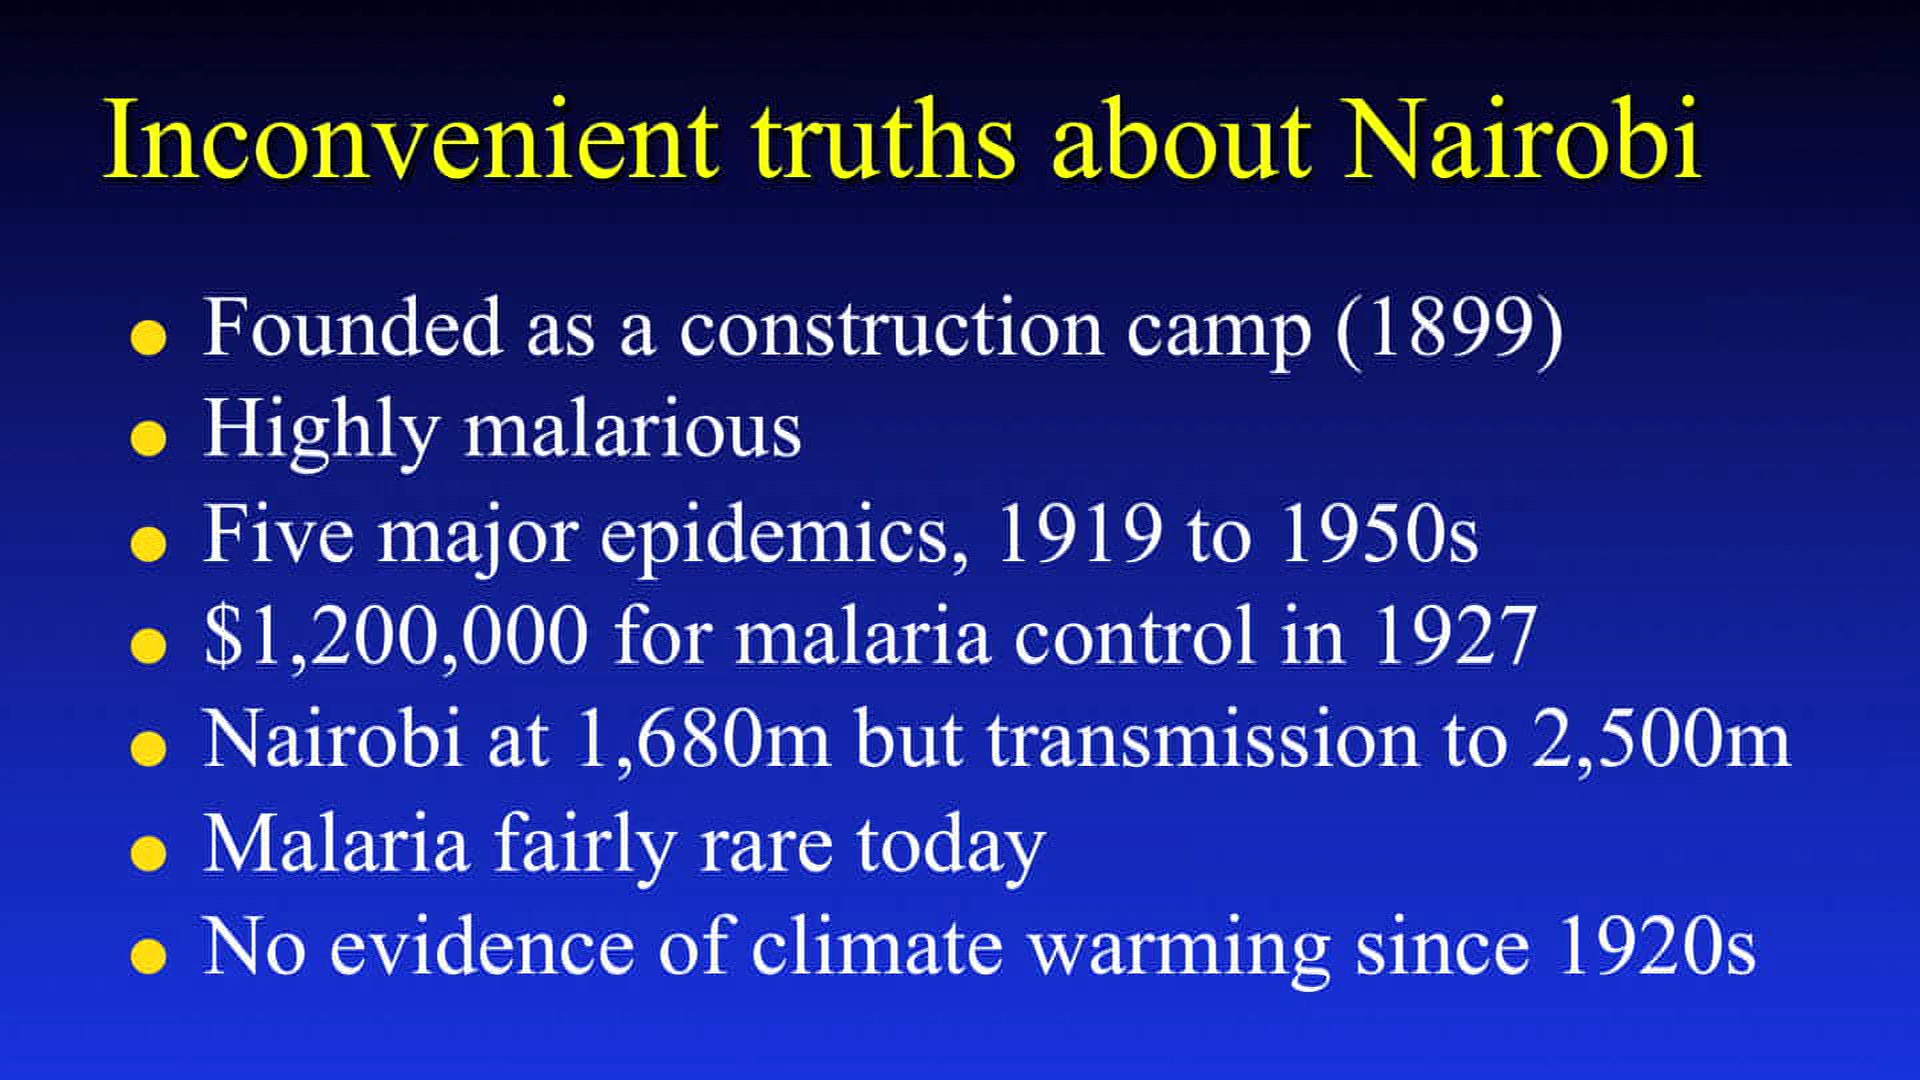 Inconvenient truths about Nairobi
Founded as a construction camp (1899)
Highly malarious
Five major epidemics, 1919 to 1950s
$1,200,000 for malaria control in 1927
Nairobi at 1,680m but transmission to 2,500m
Malaria fairly rare today
No evidence of climate warming since 1920s